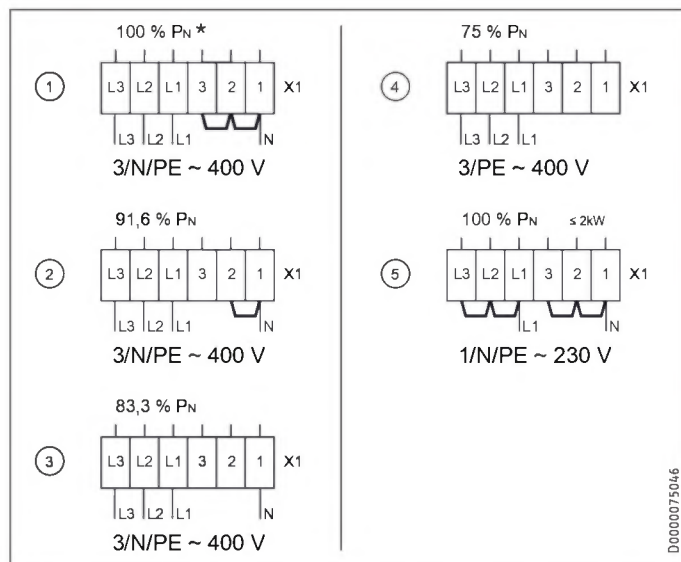 100 % PN *
1
L3 L2 L1 3 2 1 X1
L3 L2 L1 N
3/N/PE ~ 400 V
91,6 % PN
2
L3 L2 L1 3 2 1 X1
L3 L2 L1 N
3/N/PE ~ 400 V
83,3 % PN
3
L3 L2 L1 3 2 1 X1
L3 L2 L1 N
3/N/PE ~ 400 V
75 % PN
4
L3 L2 L1 3 2 1 X1
L3 L2 L1
3/PE ~ 400 V
100 % PN ≤ 2kW
5
L3 L2 L1 3 2 1 X1
L1 N
1/N/PE ~ 230 V
D0000075046